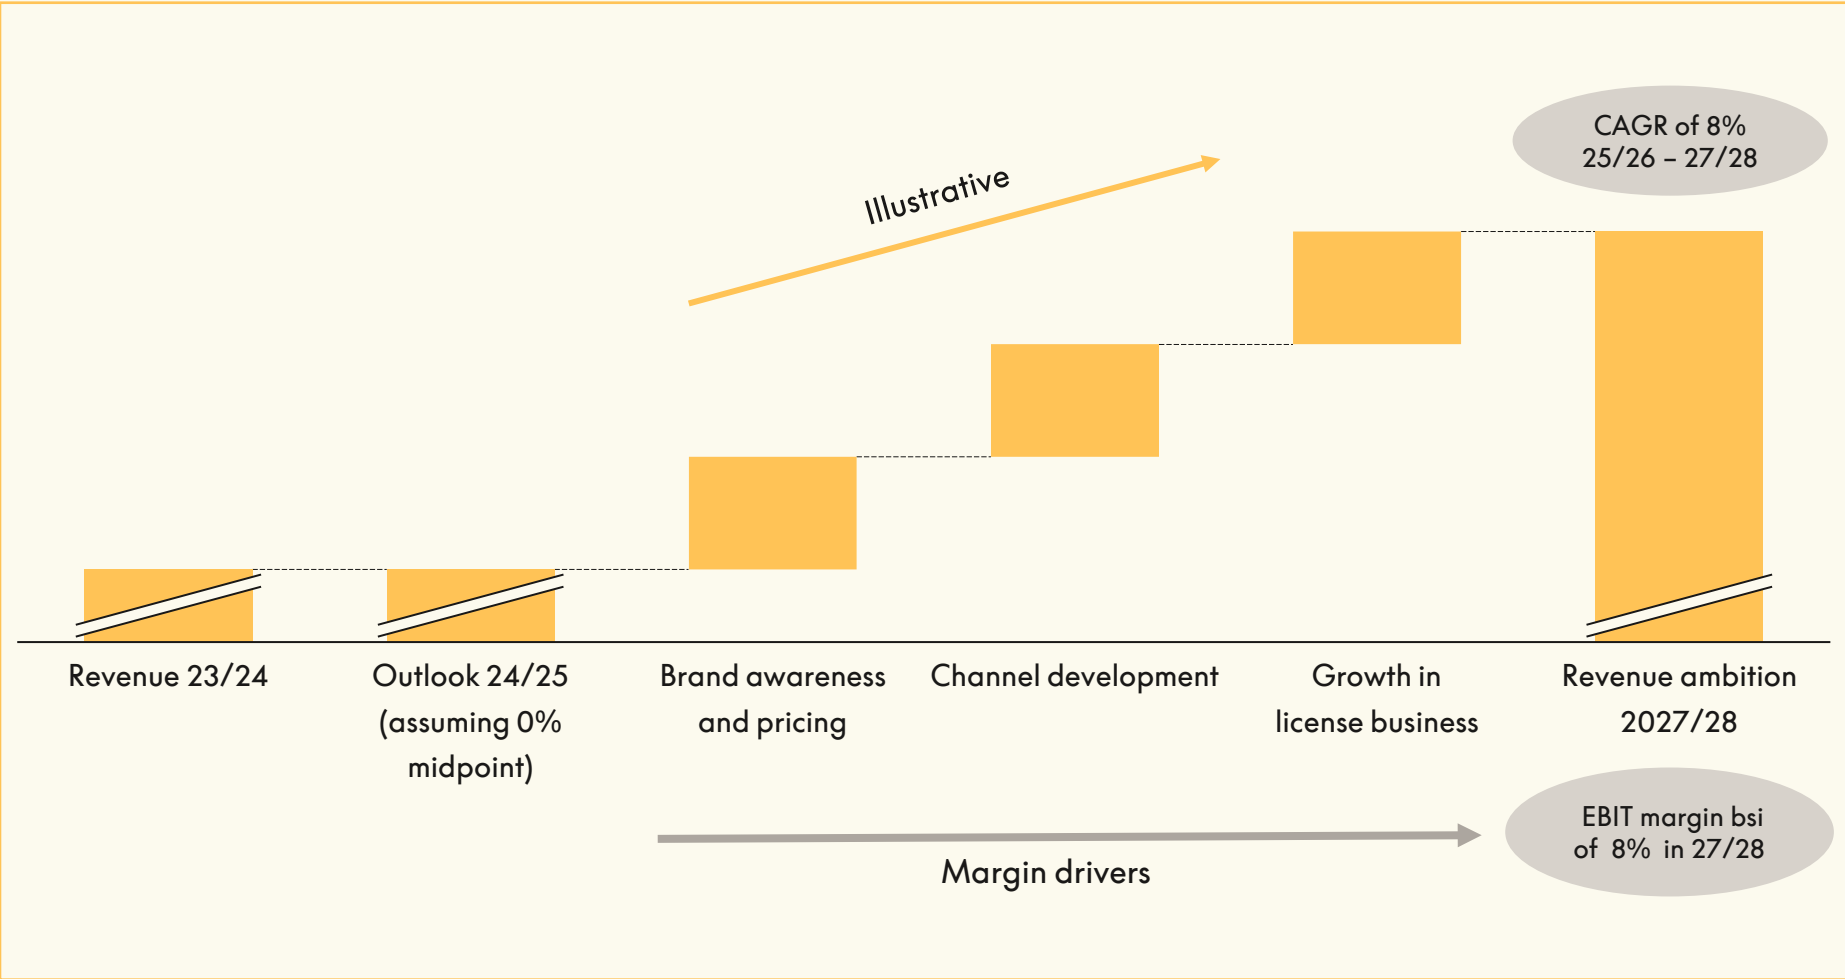 CAGR of 8%
25/26 – 27/28
Illustrative
Revenue 23/24
Outlook 24/25
(assuming 0%
midpoint)
Brand awareness
and pricing
Channel development
Growth in
license business
Revenue ambition
2027/28
Margin drivers
EBIT margin bsi
of 8% in 27/28